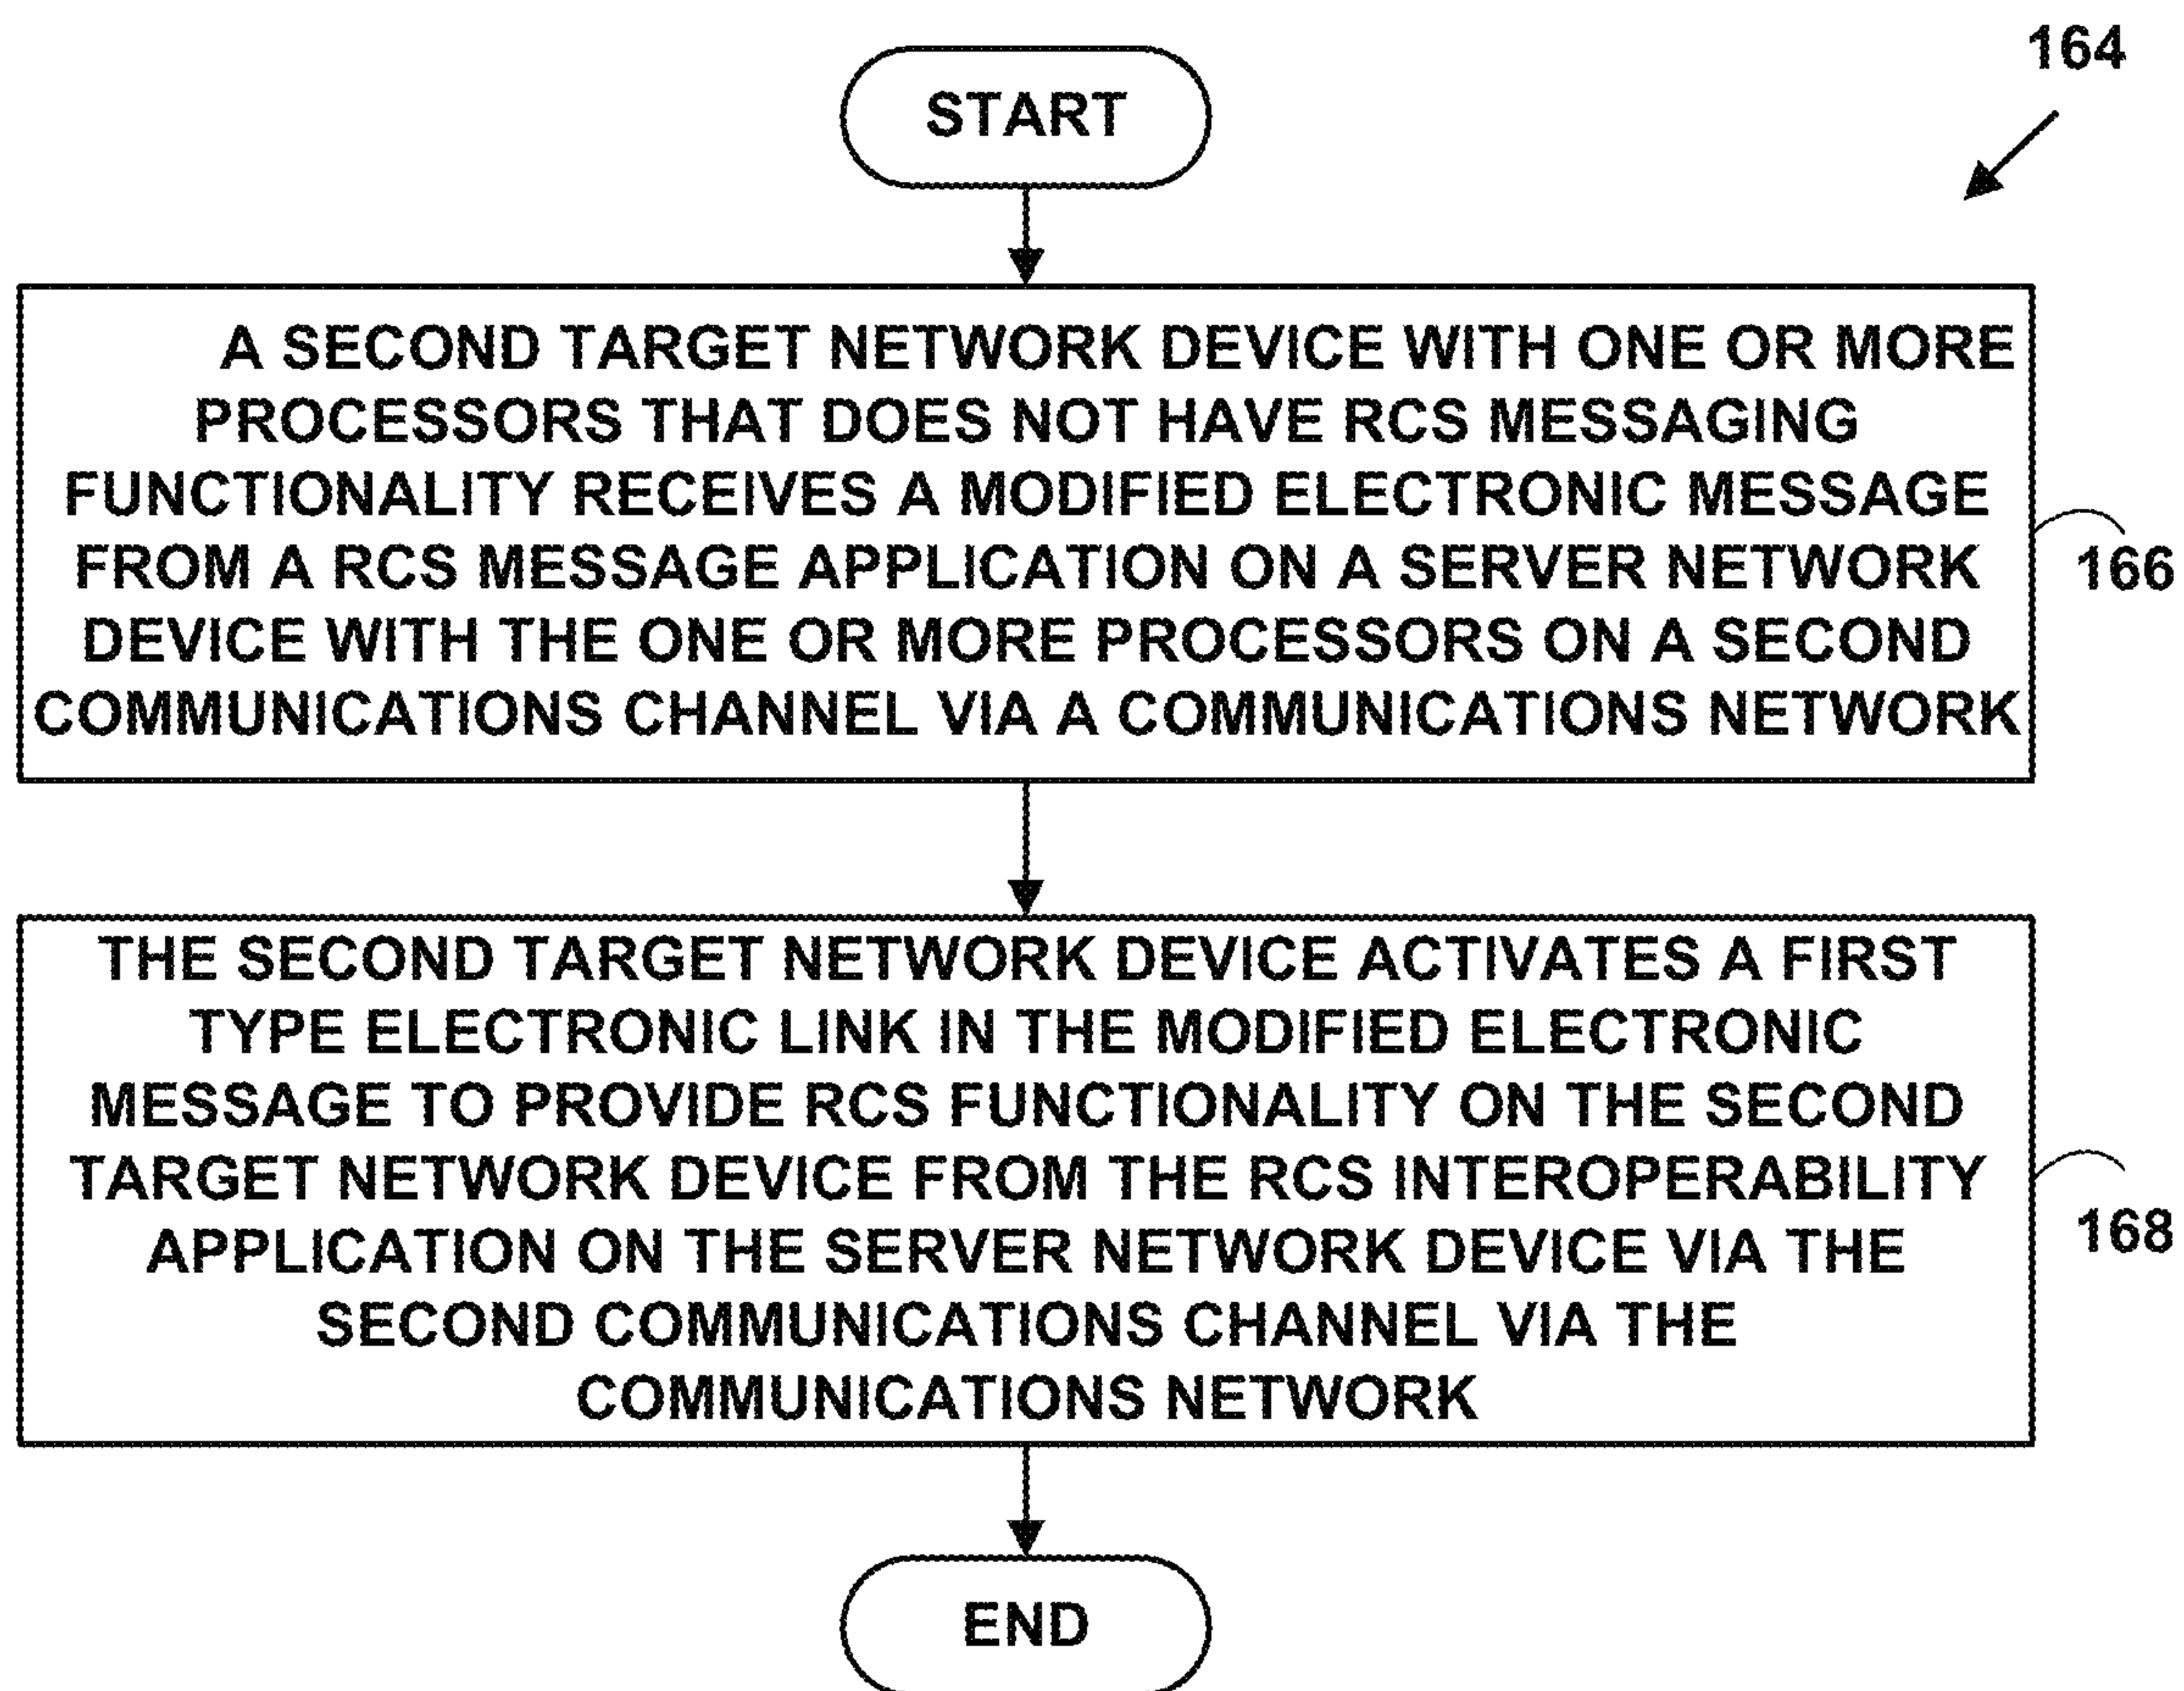 164
START
A SECOND TARGET NETWORK DEVICE WITH ONE OR MORE
PROCESSORS THAT DOES NOT HAVE RCS MESSAGING
FUNCTIONALITY RECEIVES A MODIFIED ELECTRONIC MESSAGE
FROM A RCS MESSAGE APPLICATION ON A SERVER NETWORK
DEVICE WITH THE ONE OR MORE PROCESSORS ON A SECOND
COMMUNICATIONS CHANNEL VIA A COMMUNICATIONS NETWORK
166
THE SECOND TARGET NETWORK DEVICE ACTIVATES A FIRST
TYPE ELECTRONIC LINK IN THE MODIFIED ELECTRONIC
MESSAGE TO PROVIDE RCS FUNCTIONALITY ON THE SECOND
TARGET NETWORK DEVICE FROM THE RCS INTEROPERABILITY
APPLICATION ON THE SERVER NETWORK DEVICE VIA THE
SECOND COMMUNICATIONS CHANNEL VIA THE
COMMUNICATIONS NETWORK
168
END